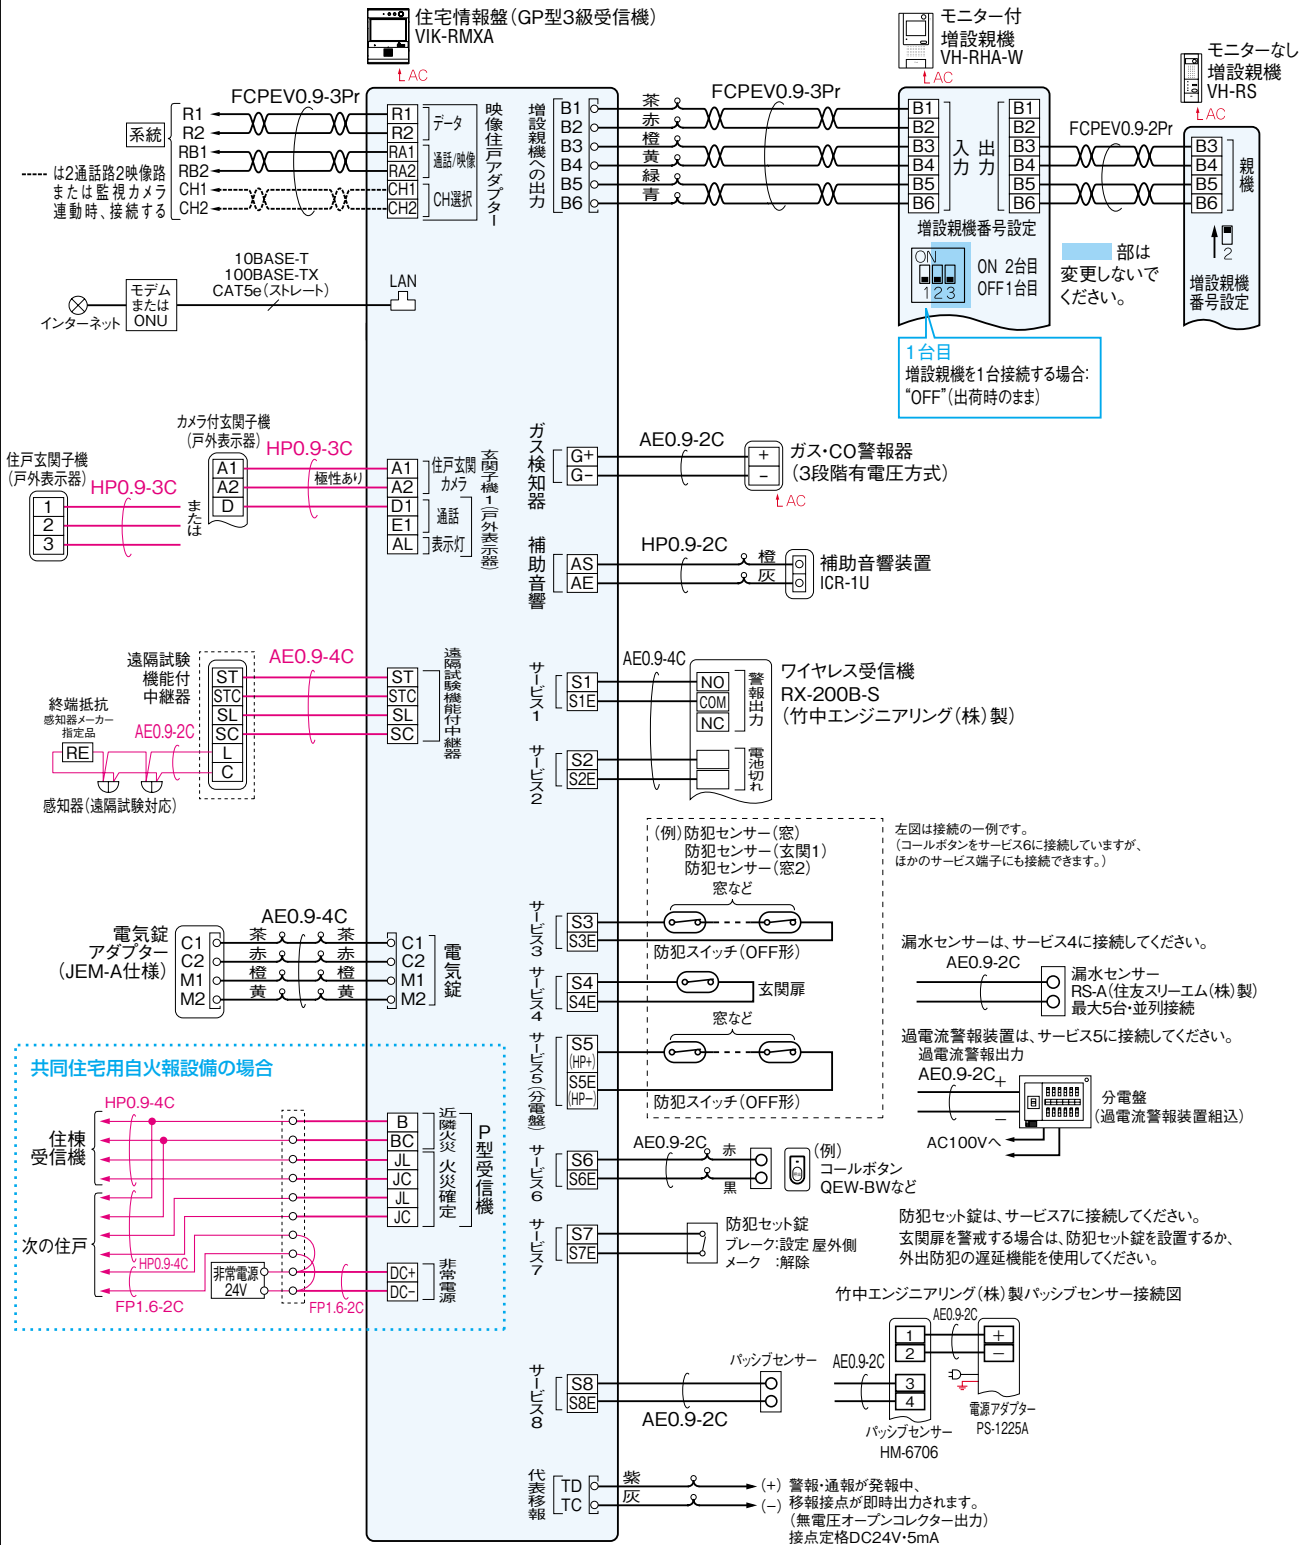 住宅情報盤(GP型3級受信機)
VIK-RMXA
AC
モニター付
増設親機
VH-RHA-W
AC
モニターなし
増設親機
VH-RS
AC
FCPEV0.9-3Pr
系統
R1
R2
RB1
RB2
CH1
CH2
---- は2通話路2映像路
または監視カメラ
連動時、接続する
R1
R2
RA1
RA2
CH1
CH2
データ
通話/映像
CH選択
映像住戸アダプター
増設親機への出力
B1
B2
B3
B4
B5
B6
茶
赤
橙
黄
緑
青
FCPEV0.9-3Pr
B1
B2
B3
B4
B5
B6
入力
出力
B1
B2
B3
B4
B5
B6
FCPEV0.9-2Pr
B3
B4
B5
B6
親機
2
増設親機
番号設定
増設親機番号設定
ON
1 2 3
ON 2台目
OFF1台目
部は
変更しないで
ください。
1台目
増設親機を1台接続する場合:
“OFF”(出荷時のまま)
10BASE-T
100BASE-TX
CAT5e(ストレート)
LAN
モデム
または
ONU
インターネット
カメラ付玄関子機
(戸外表示器)
住戸玄関子機
(戸外表示器)
HP0.9-3C
1
2
3
または
A1
A2
D
HP0.9-3C
極性あり
A1
A2
D1
E1
AL
住戸玄関
カメラ
通話
表示灯
玄関子機1(戸外表示器)
ガス検知器
G+
G-
AE0.9-2C
+
-
ガス・CO警報器
(3段階有電圧方式)
AC
補助音響
AS
AE
HP0.9-2C
橙
灰
補助音響装置
ICR-1U
遠隔試験
機能付
中継器
AE0.9-4C
ST
STC
SL
SC
L
C
終端抵抗
感知器メーカー
指定品
RE
AE0.9-2C
感知器(遠隔試験対応)
ST
STC
SL
SC
遠隔試験機能付中継器
サービス1
S1
S1E
サービス2
S2
S2E
AE0.9-4C
NO
COM
NC
警報出力
電池切れ
ワイヤレス受信機
RX-200B-S
(竹中エンジニアリング(株)製)
(例)防犯センサー(窓)
防犯センサー(玄関1)
防犯センサー(窓2)
窓など
防犯スイッチ(OFF形)
玄関扉
窓など
防犯スイッチ(OFF形)
左図は接続の一例です。
(コールボタンをサービス6に接続していますが、
ほかのサービス端子にも接続できます。)
サービス3
S3
S3E
サービス4
S4
S4E
サービス5(分電盤)
S5
(HP+)
S5E
(HP-)
漏水センサーは、サービス4に接続してください。
AE0.9-2C
漏水センサー
RS-A(住友スリーエム(株)製)
最大5台・並列接続
過電流警報装置は、サービス5に接続してください。
過電流警報出力
AE0.9-2C
+
-
分電盤
(過電流警報装置組込)
AC100Vへ
電気錠
アダプター
(JEM-A仕様)
AE0.9-4C
C1
C2
M1
M2
茶
赤
橙
黄
茶
赤
橙
黄
C1
C2
M1
M2
電気錠
共同住宅用自火報設備の場合
HP0.9-4C
住棟
受信機
次の住戸
HP0.9-4C
FP1.6-2C
非常電源
24V
FP1.6-2C
B
BC
JL
JC
JL
JC
近隣火災
火災確定
P型受信機
DC+
DC-
非常電源
サービス6
S6
S6E
AE0.9-2C
赤
黒
(例)
コールボタン
QEW-BWなど
サービス7
S7
S7E
防犯セット錠
ブレーク:設定 屋外側
メーク :解除
防犯セット錠は、サービス7に接続してください。
玄関扉を警戒する場合は、防犯セット錠を設置するか、
外出防犯の遅延機能を使用してください。
竹中エンジニアリング(株)製パッシブセンサー接続図
AE0.9-2C
1
2
3
4
+
-
AE0.9-2C
電源アダプター
PS-1225A
パッシブセンサー
HM-6706
サービス8
S8
S8E
AE0.9-2C
パッシブセンサー
代表移報
TD
TC
紫
灰
(+)
(-)
警報・通報が発報中、
移報接点が即時出力されます。
(無電圧オープンコレクター出力)
接点定格DC24V・5mA